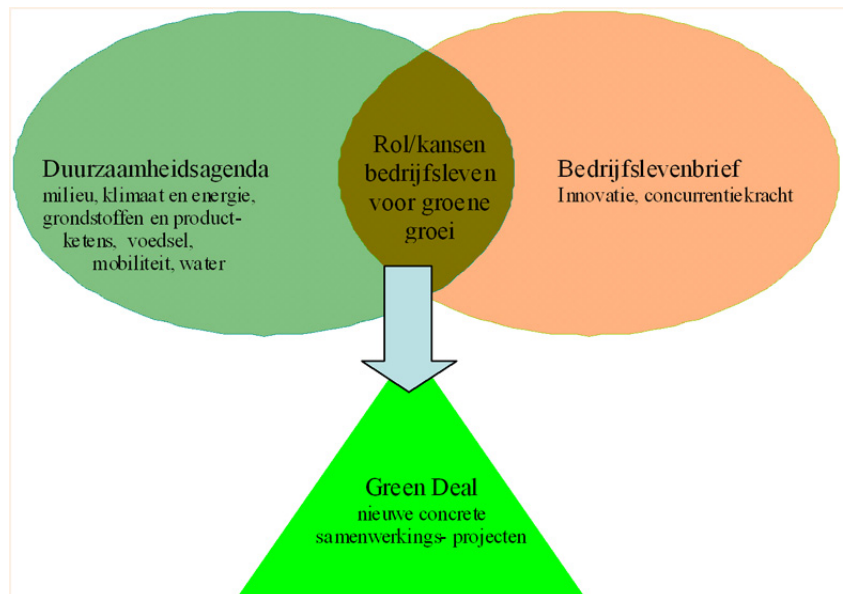 Duurzaamheidsagenda
milieu, klimaat en energie,
grondstoffen en product-
ketens, voedsel,
mobiliteit, water
Rol/kansen
bedrijfsleven
voor groene
groei
Bedrijfslevenbrief
Innovatie, concurrentiekracht
Green Deal
nieuwe concrete
samenwerkings- projecten